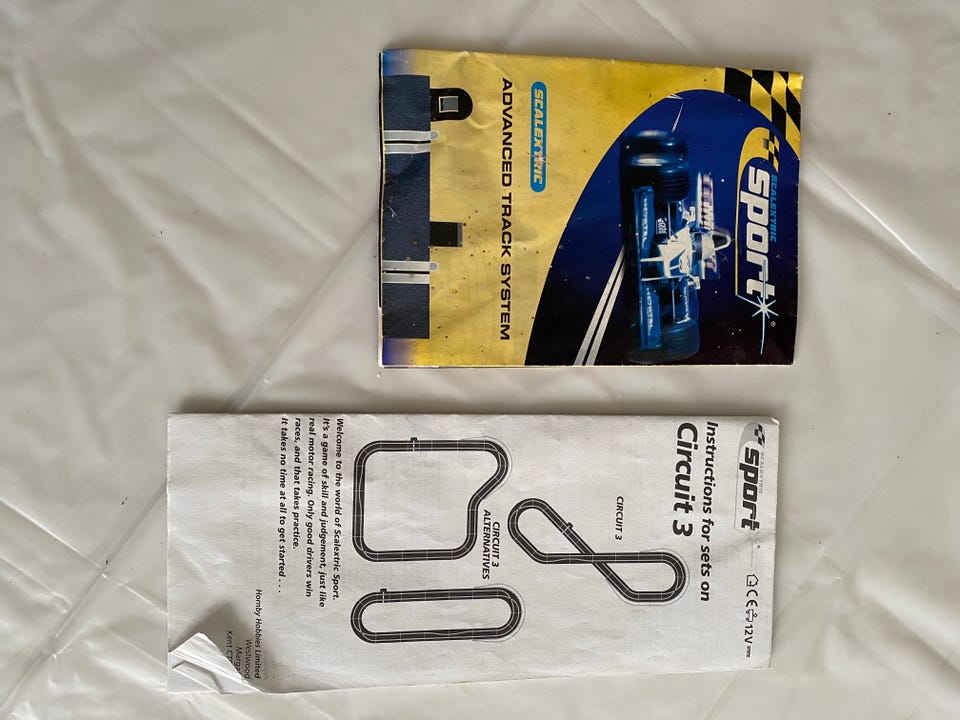 SCALEXTRIC
sport
®
SCALEXTRIC
ADVANCED TRACK SYSTEM
SCALEXTRIC
sport
CE 12V
Instructions for sets on
Circuit 3
CIRCUIT 3
CIRCUIT 3
ALTERNATIVES
Welcome to the world of Scalextric Sport.
It's a game of skill and judgement, just like
real motor racing. Only good drivers win
races, and that takes practice.
It takes no time at all to get started . . .
Hornby Hobbies Limited
Westwood
Kent